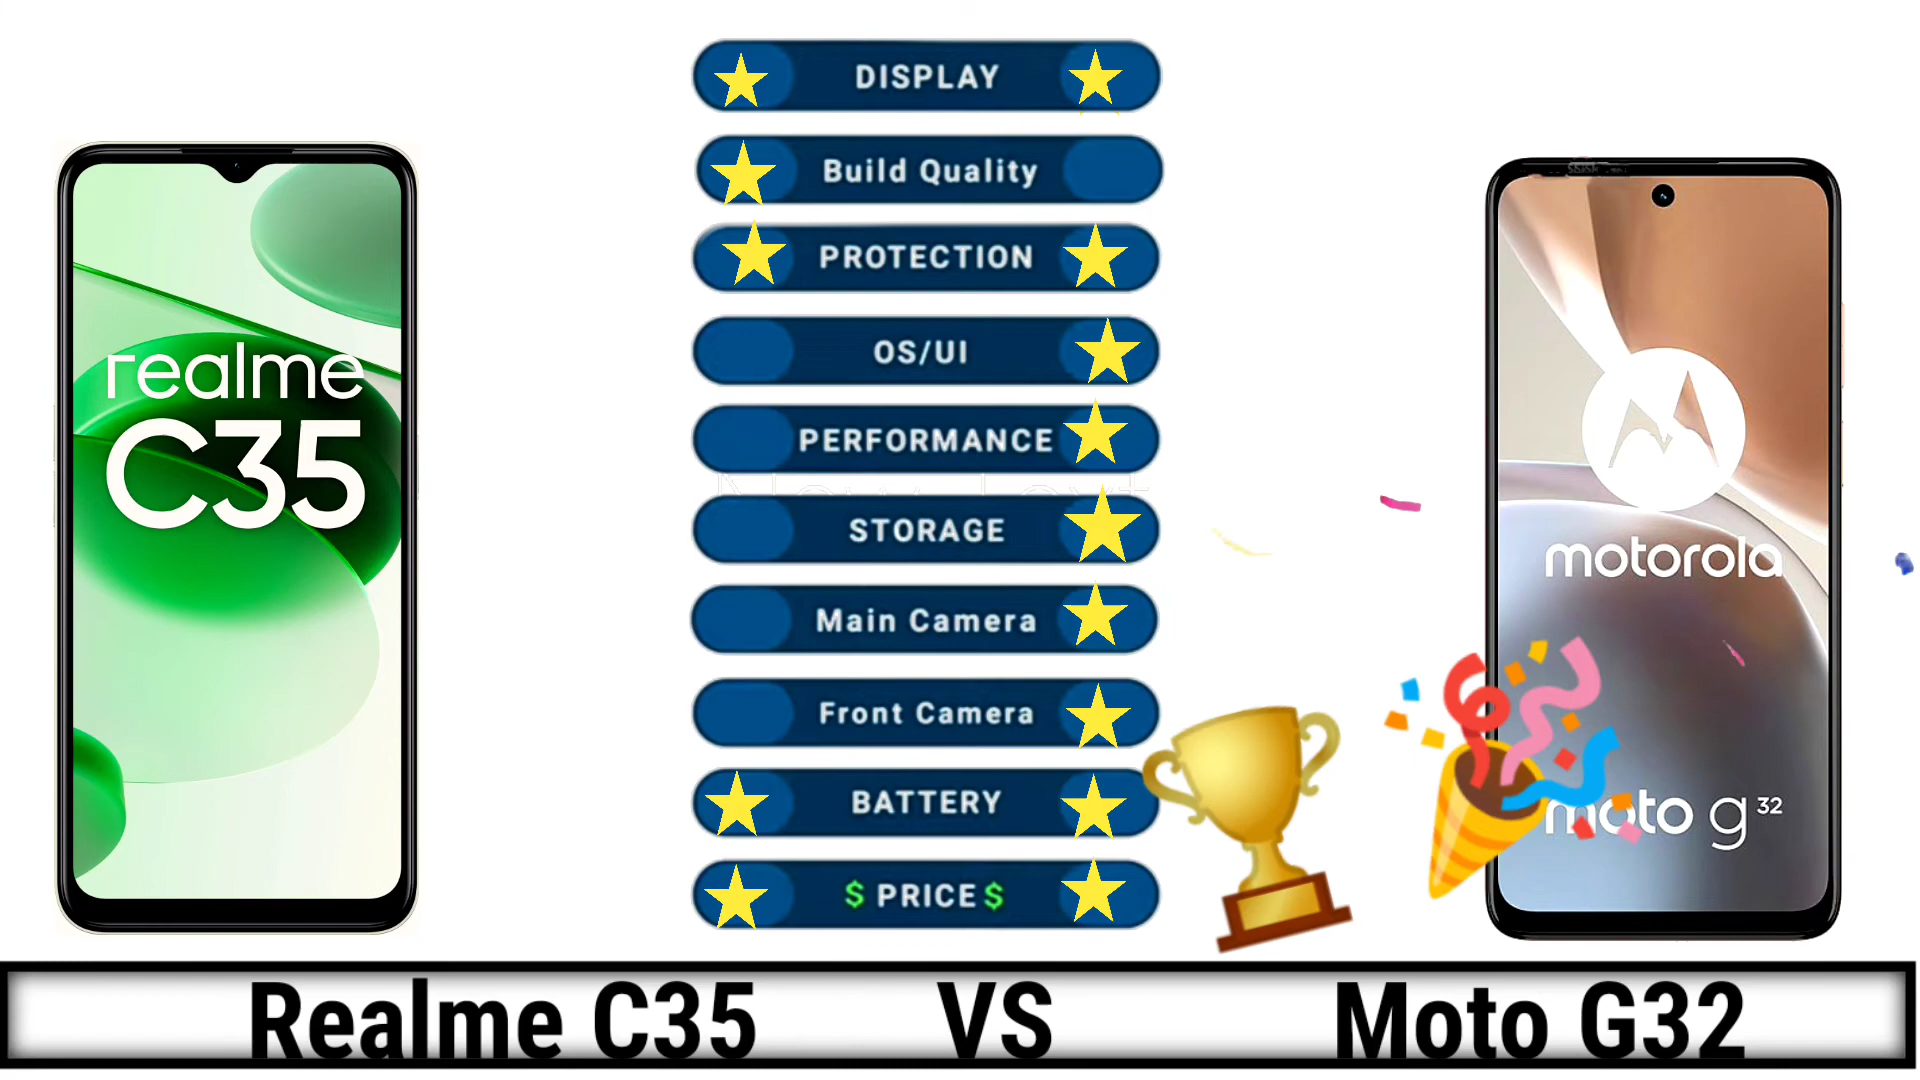 DISPLAY
Build Quality
PROTECTION
OS/UI
PERFORMANCE
STORAGE
Main Camera
Front Camera
BATTERY
$ PRICE $
realme
C35
motorola
moto g 32
Realme C35 VS Moto G32